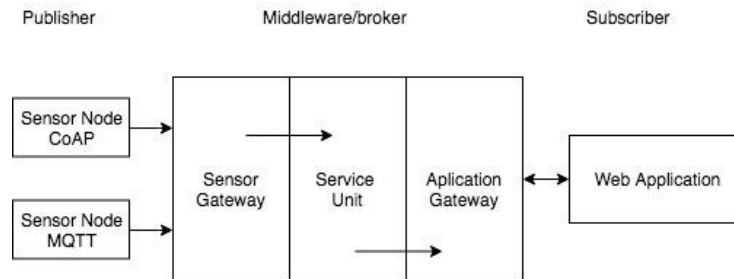 Publisher
Middleware/broker
Subscriber
Sensor Node
CoAP
Sensor Node
MQTT
Sensor
Gateway
Service
Unit
Aplication
Gateway
Web Application